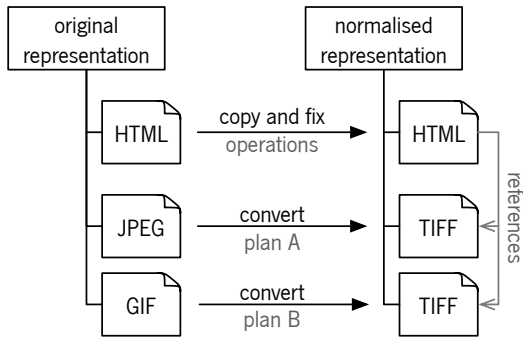 original
representation
normalised
representation
HTML
copy and fix
operations
HTML
JPEG
convert
plan A
TIFF
GIF
convert
plan B
TIFF
references